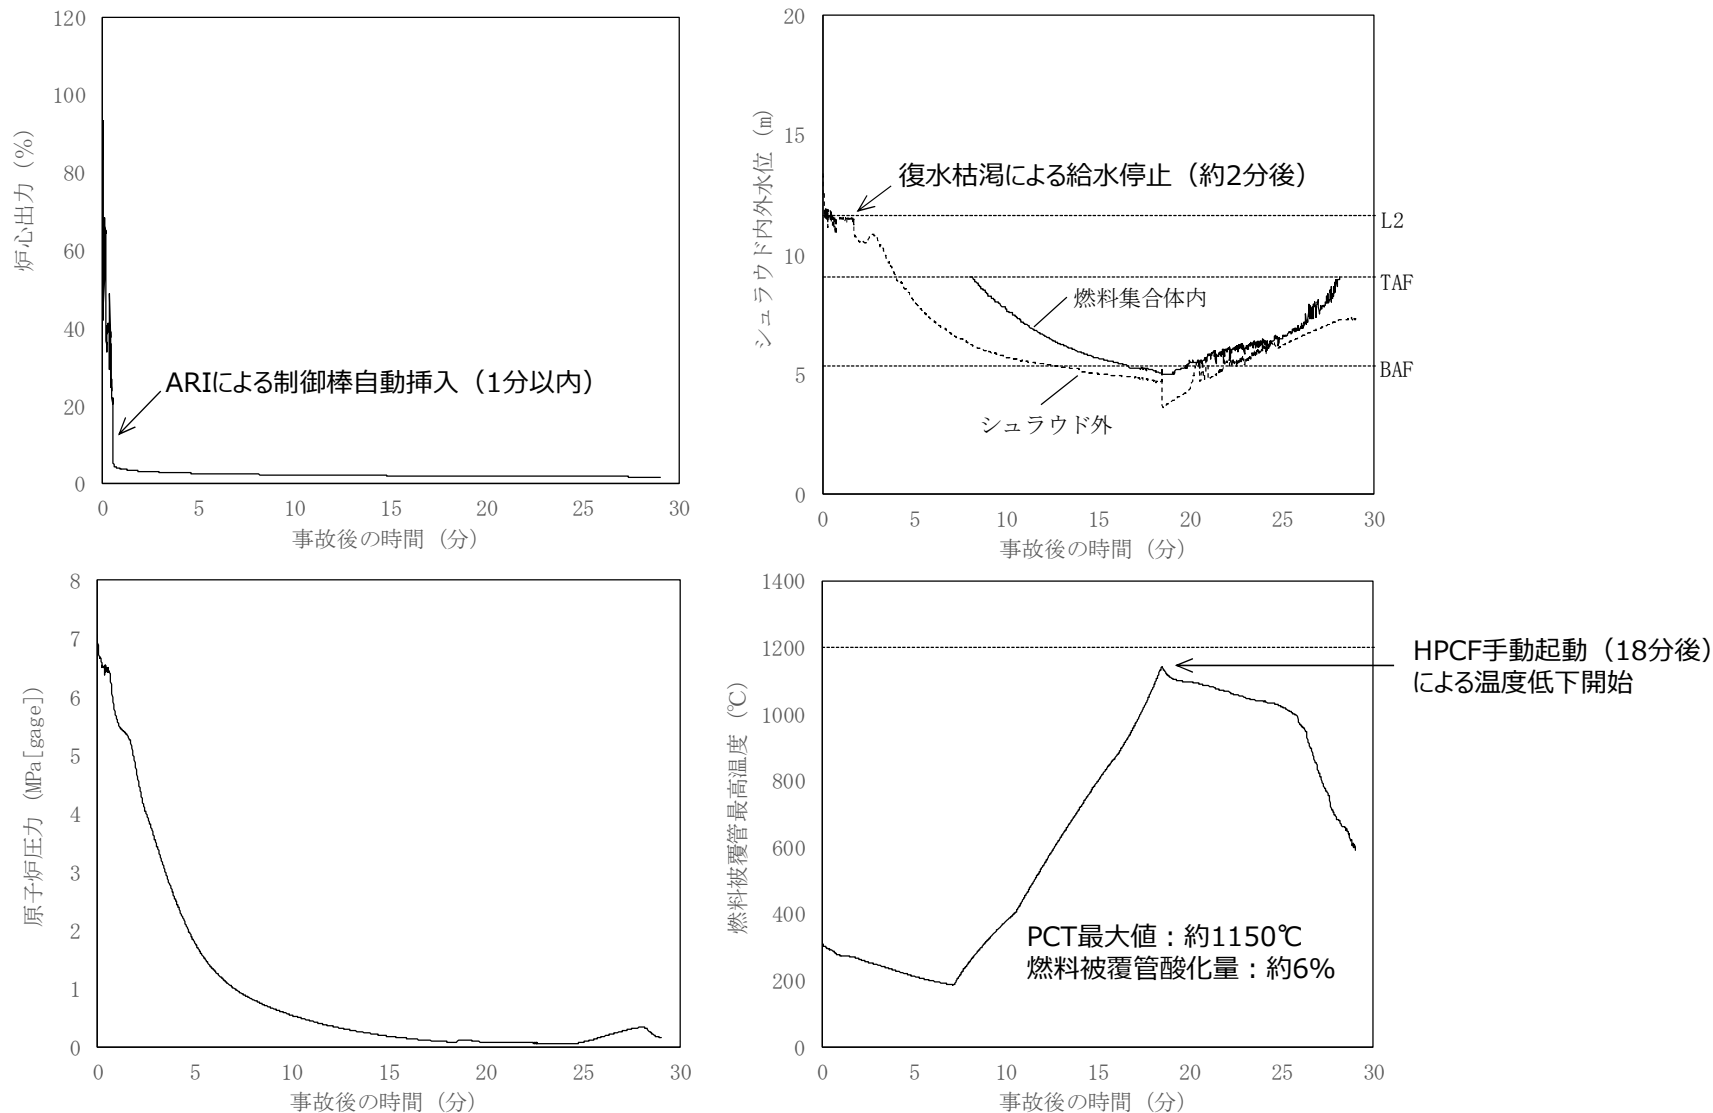 炉心出力 (%)
120
100
80
60
40
20
0
ARIによる制御棒自動挿入（1分以内）
0 5 10 15 20 25 30
事故後の時間 (分)
シュラウド内外水位 (m)
20
15
10
5
0
復水枯渇による給水停止（約2分後）
L2
TAF
燃料集合体内
BAF
シュラウド外
0 5 10 15 20 25 30
事故後の時間 (分)
原子炉圧力 (MPa[gage])
8
7
6
5
4
3
2
1
0
0 5 10 15 20 25 30
事故後の時間 (分)
燃料被覆管最高温度 (℃)
1400
1200
1000
800
600
400
200
0
HPCF手動起動（18分後）
による温度低下開始
PCT最大値：約1150℃
燃料被覆管酸化量：約6%
0 5 10 15 20 25 30
事故後の時間 (分)